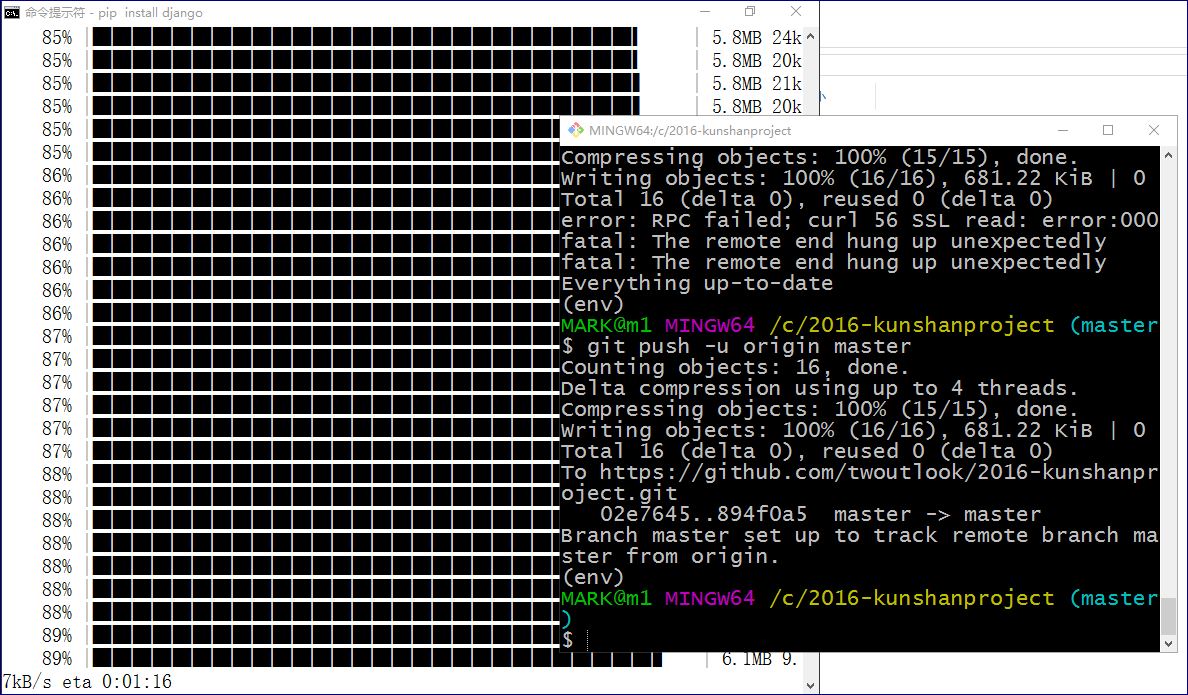 命令提示符 - pip install django
85% 5.8MB 24k
85% 5.8MB 20k
85% 5.8MB 21k
85% 5.8MB 20k
85%
85%
86%
86%
86%
86%
86%
86%
86%
87%
87%
87%
87%
87%
87%
88%
88%
88%
88%
88%
88%
88%
89%
89% 6.1MB 9.
7kB/s eta 0:01:16
MINGW64:/c/2016-kunshanproject
Compressing objects: 100% (15/15), done.
Writing objects: 100% (16/16), 681.22 KiB | 0
Total 16 (delta 0), reused 0 (delta 0)
error: RPC failed; curl 56 SSL read: error:000
fatal: The remote end hung up unexpectedly
fatal: The remote end hung up unexpectedly
Everything up-to-date
(env)
MARK@m1 MINGW64 /c/2016-kunshanproject (master
$ git push -u origin master
Counting objects: 16, done.
Delta compression using up to 4 threads.
Compressing objects: 100% (15/15), done.
Writing objects: 100% (16/16), 681.22 KiB | 0
Total 16 (delta 0), reused 0 (delta 0)
To https://github.com/twoutlook/2016-kunshanpr
oject.git
02e7645..894f0a5 master -> master
Branch master set up to track remote branch ma
ster from origin.
(env)
MARK@m1 MINGW64 /c/2016-kunshanproject (master
)
$